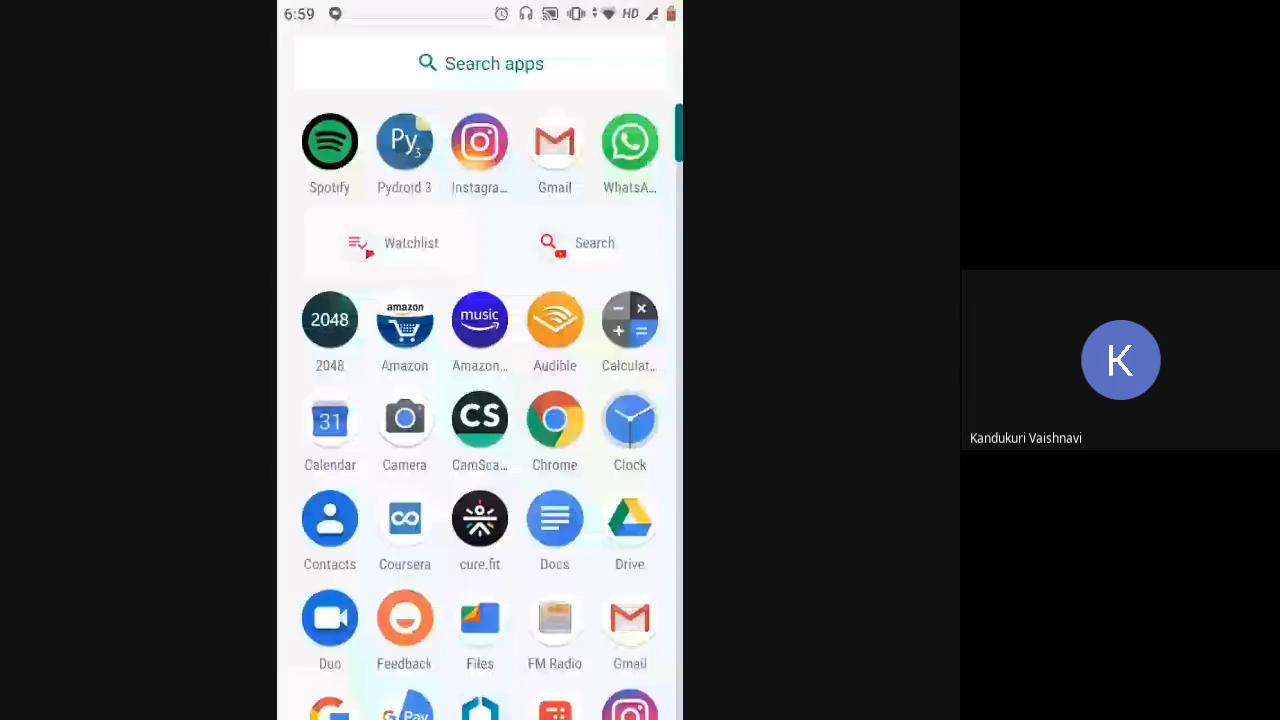 6:59 HD
Search apps
Py3
Spotify Pydroid 3 Instagra... Gmail WhatsA...
Watchlist Search
2048 amazon music
2048 Amazon Amazon... Audible Calculat...
31 CS
Calendar Camera CamSca... Chrome Clock
Contacts Coursera cure.fit Docs Drive
Duo Feedback Files FM Radio Gmail
Pay
K
Kandukuri Vaishnavi